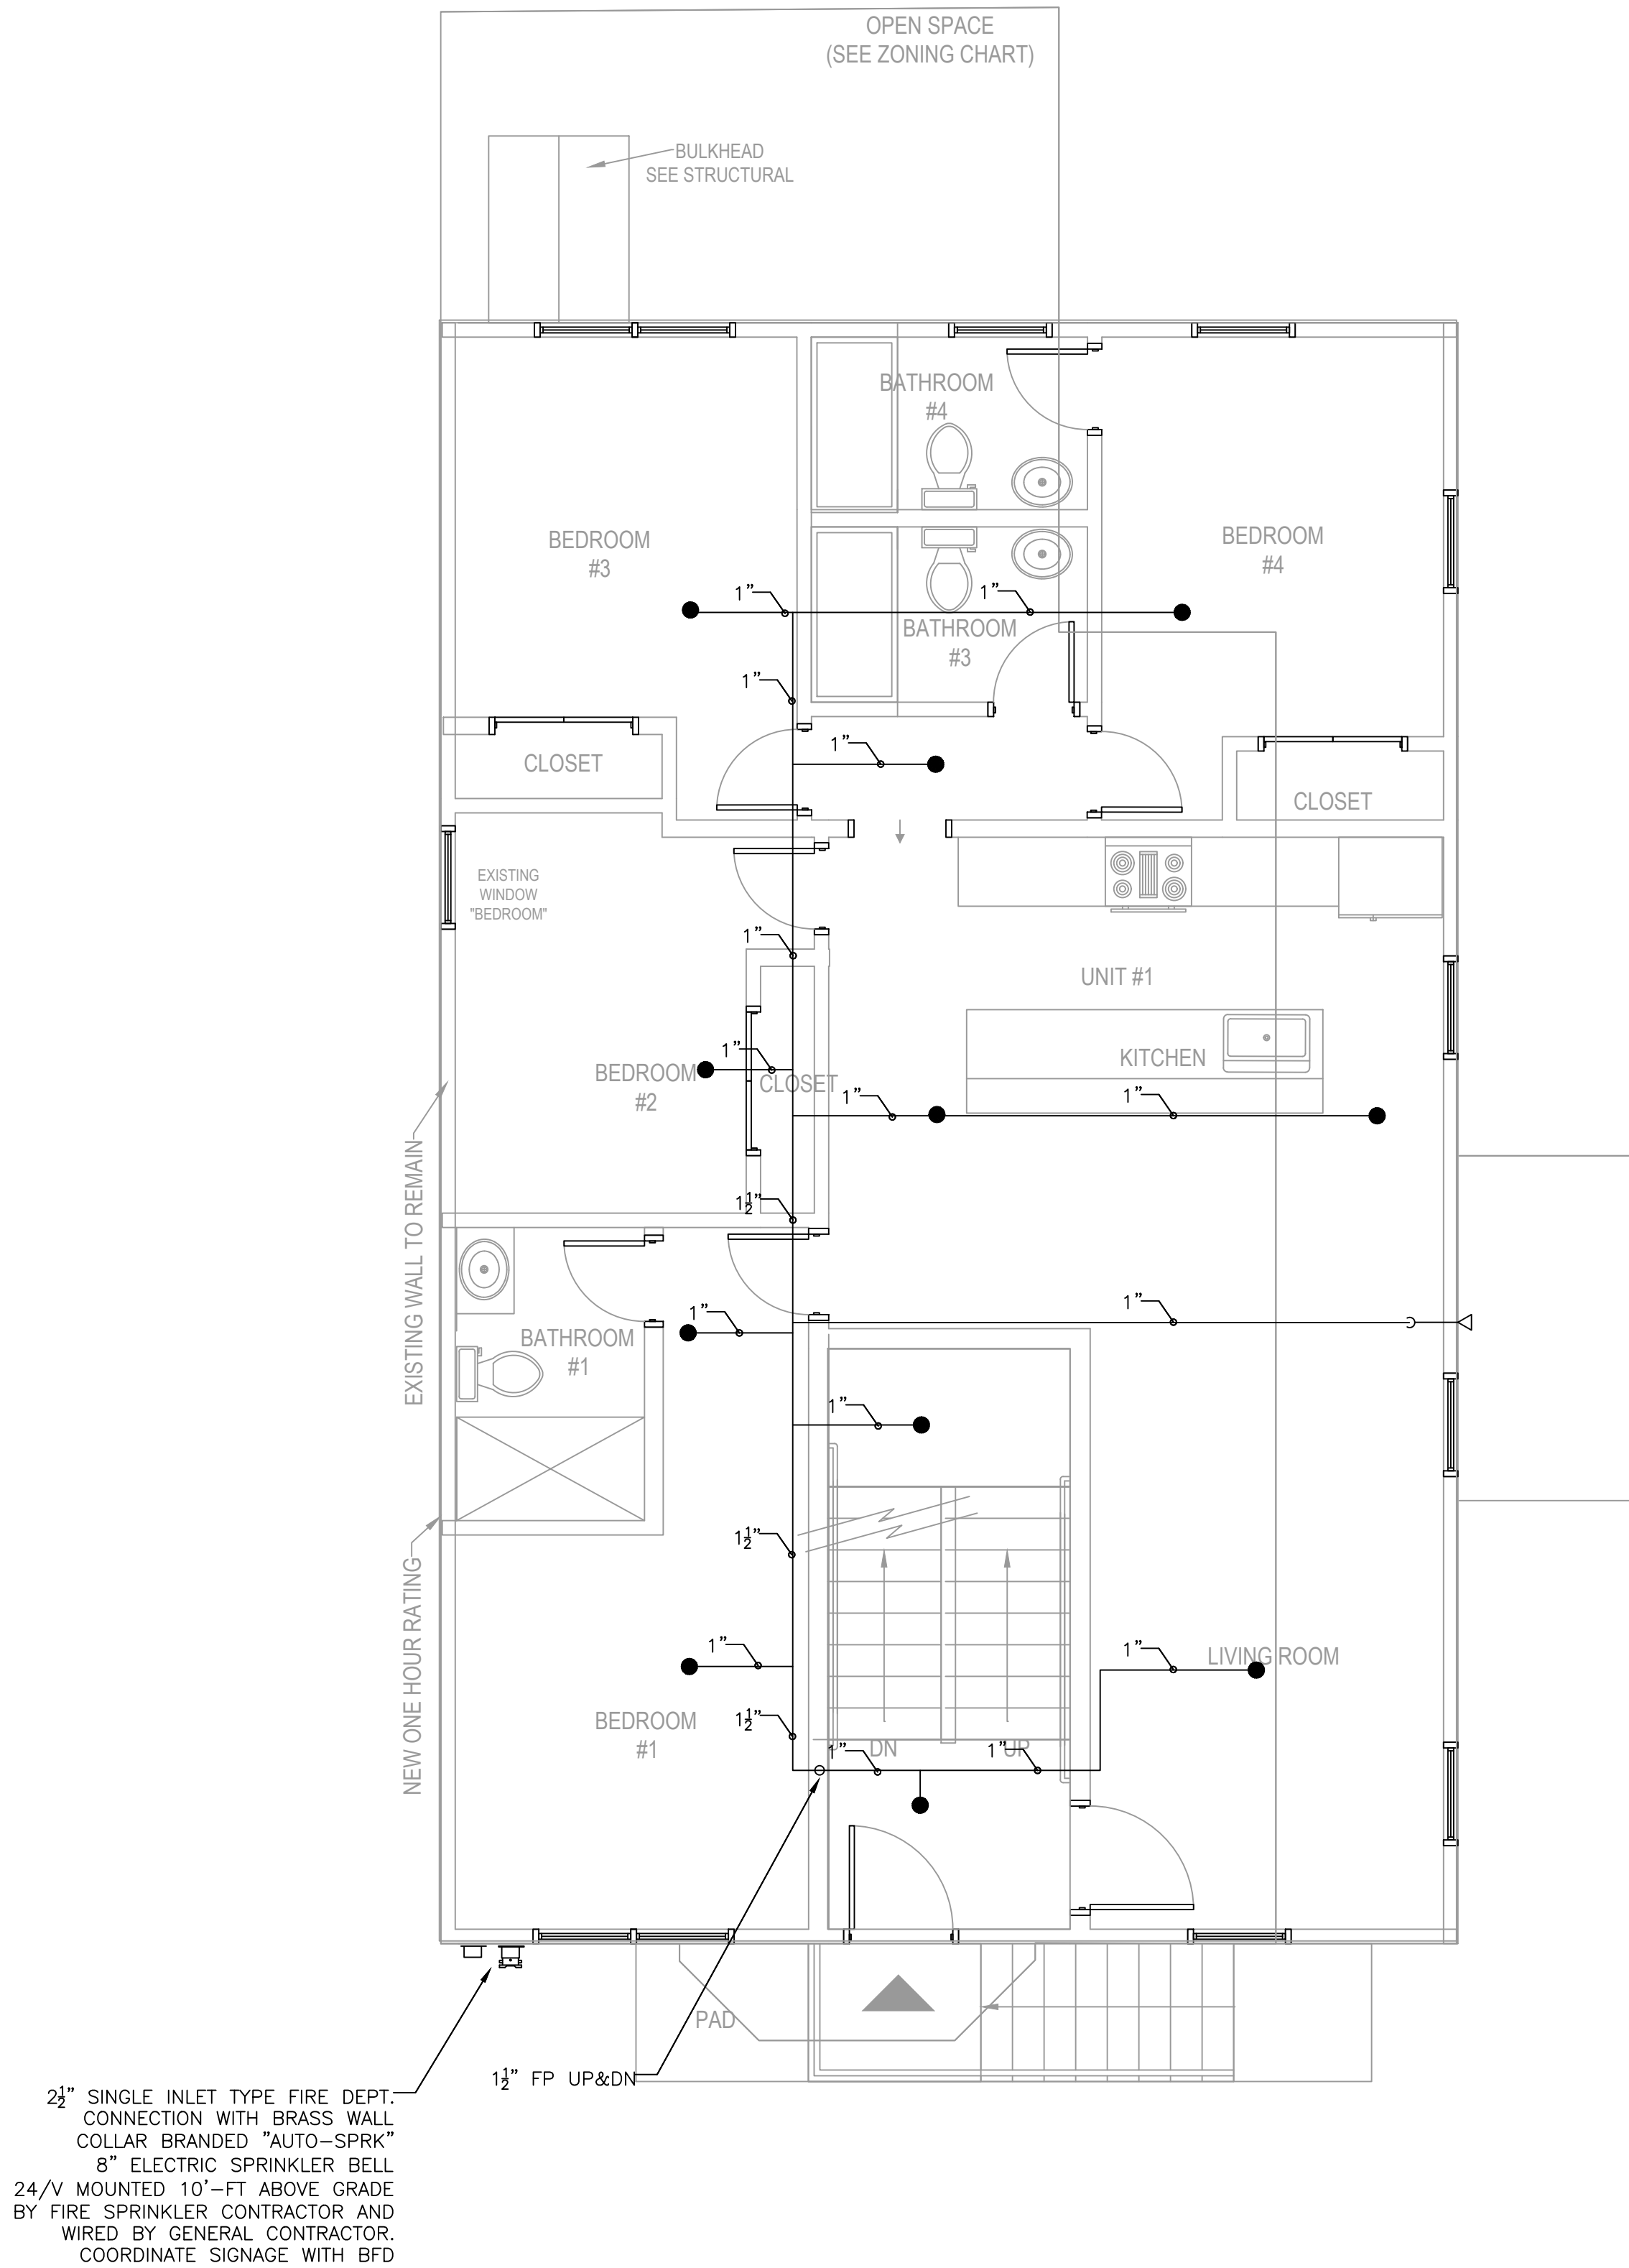 OPEN SPACE
(SEE ZONING CHART)
BULKHEAD
SEE STRUCTURAL
BATHROOM
#4
BEDROOM
#3
BEDROOM
#4
1"
1"
BATHROOM
#3
1"
1"
CLOSET
CLOSET
EXISTING
WINDOW
"BEDROOM"
1"
UNIT #1
1"
KITCHEN
BEDROOM
#2
CLOSET
1"
1"
EXISTING WALL TO REMAIN
1½"
1"
1"
BATHROOM
#1
1"
1½"
NEW ONE HOUR RATING
1"
1"
LIVING ROOM
BEDROOM
#1
1½"
1"
DN
1"
UP
PAD
1½" FP UP&DN
2½" SINGLE INLET TYPE FIRE DEPT.
CONNECTION WITH BRASS WALL
COLLAR BRANDED "AUTO-SPRK"
8" ELECTRIC SPRINKLER BELL
24/V MOUNTED 10'-FT ABOVE GRADE
BY FIRE SPRINKLER CONTRACTOR AND
WIRED BY GENERAL CONTRACTOR.
COORDINATE SIGNAGE WITH BFD